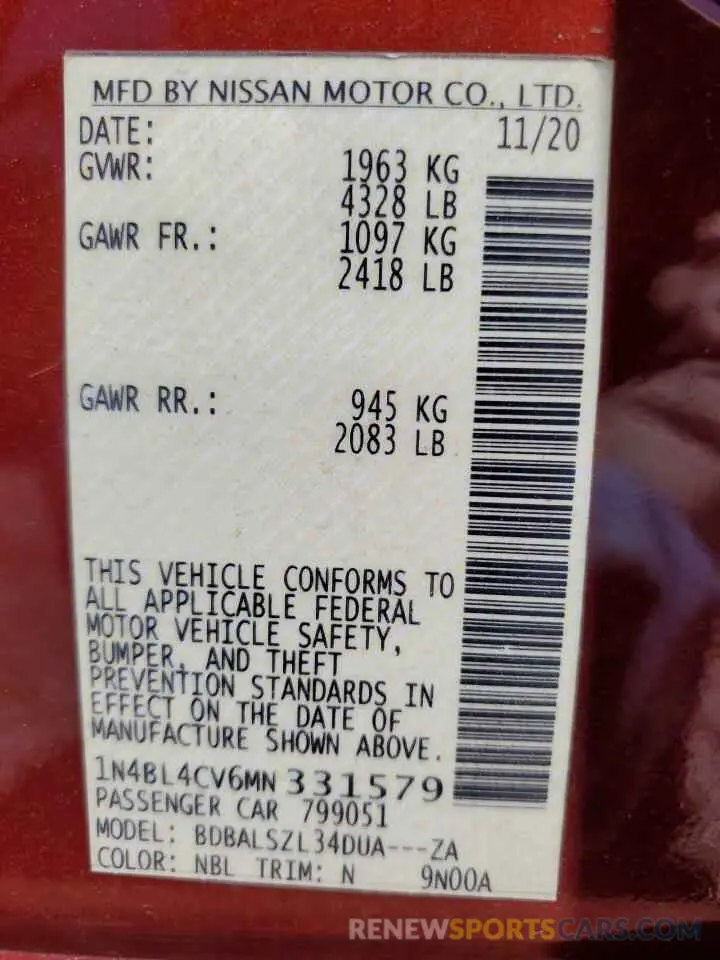 MFD BY NISSAN MOTOR CO., LTD.
DATE: 11/20
GVWR: 1963 KG
4328 LB
GAWR FR.: 1097 KG
2418 LB
GAWR RR.: 945 KG
2083 LB
THIS VEHICLE CONFORMS TO
ALL APPLICABLE FEDERAL
MOTOR VEHICLE SAFETY,
BUMPER, AND THEFT
PREVENTION STANDARDS IN
EFFECT ON THE DATE OF
MANUFACTURE SHOWN ABOVE.
1N4BL4CV6MN 331579
PASSENGER CAR 799051
MODEL: BDBALSZL34DUA---ZA
COLOR: NBL TRIM: N 9N00A
RENEWSPORTSCARS.COM